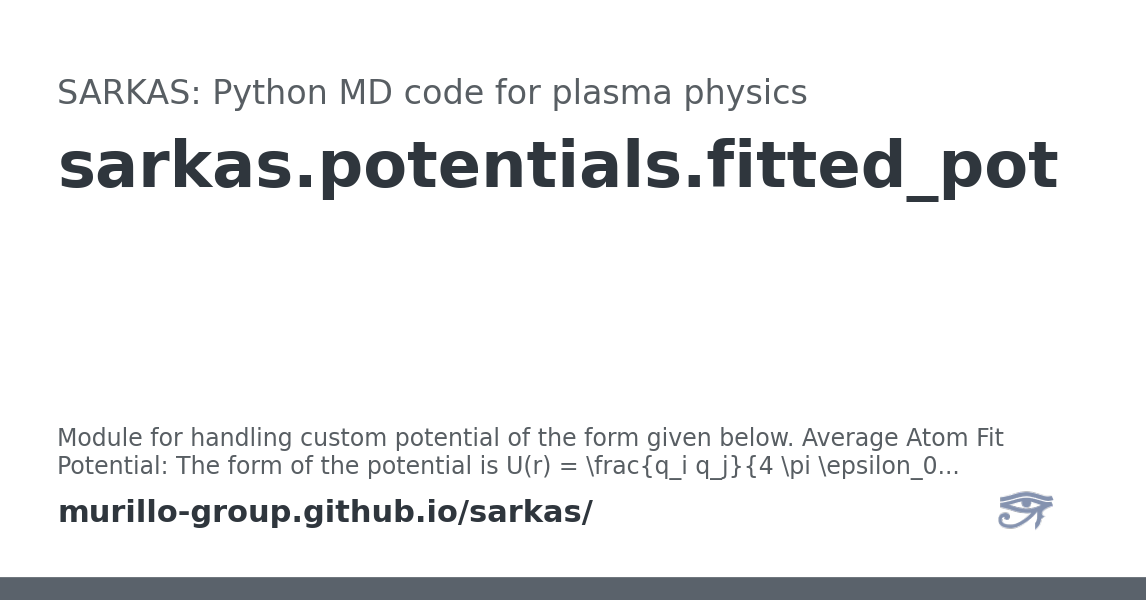 SARKAS: Python MD code for plasma physics
sarkas.potentials.fitted_pot
Module for handling custom potential of the form given below. Average Atom Fit
Potential: The form of the potential is U(r) = \frac{q_i q_j}{4 \pi \epsilon_0...
murillo-group.github.io/sarkas/